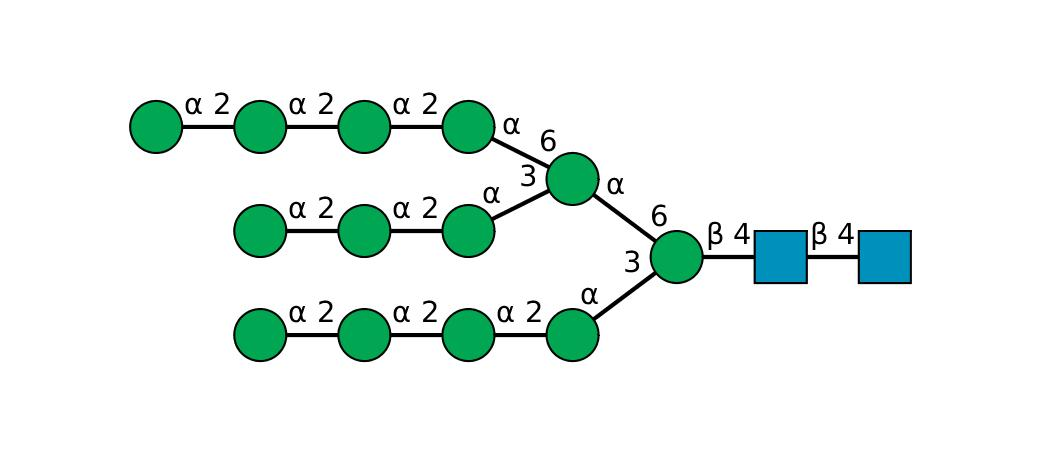 α 2 α 2 α 2
α 6
α 2 α 2 α 3
α 6
β 4 β 4
3
α 2 α 2 α 2 α